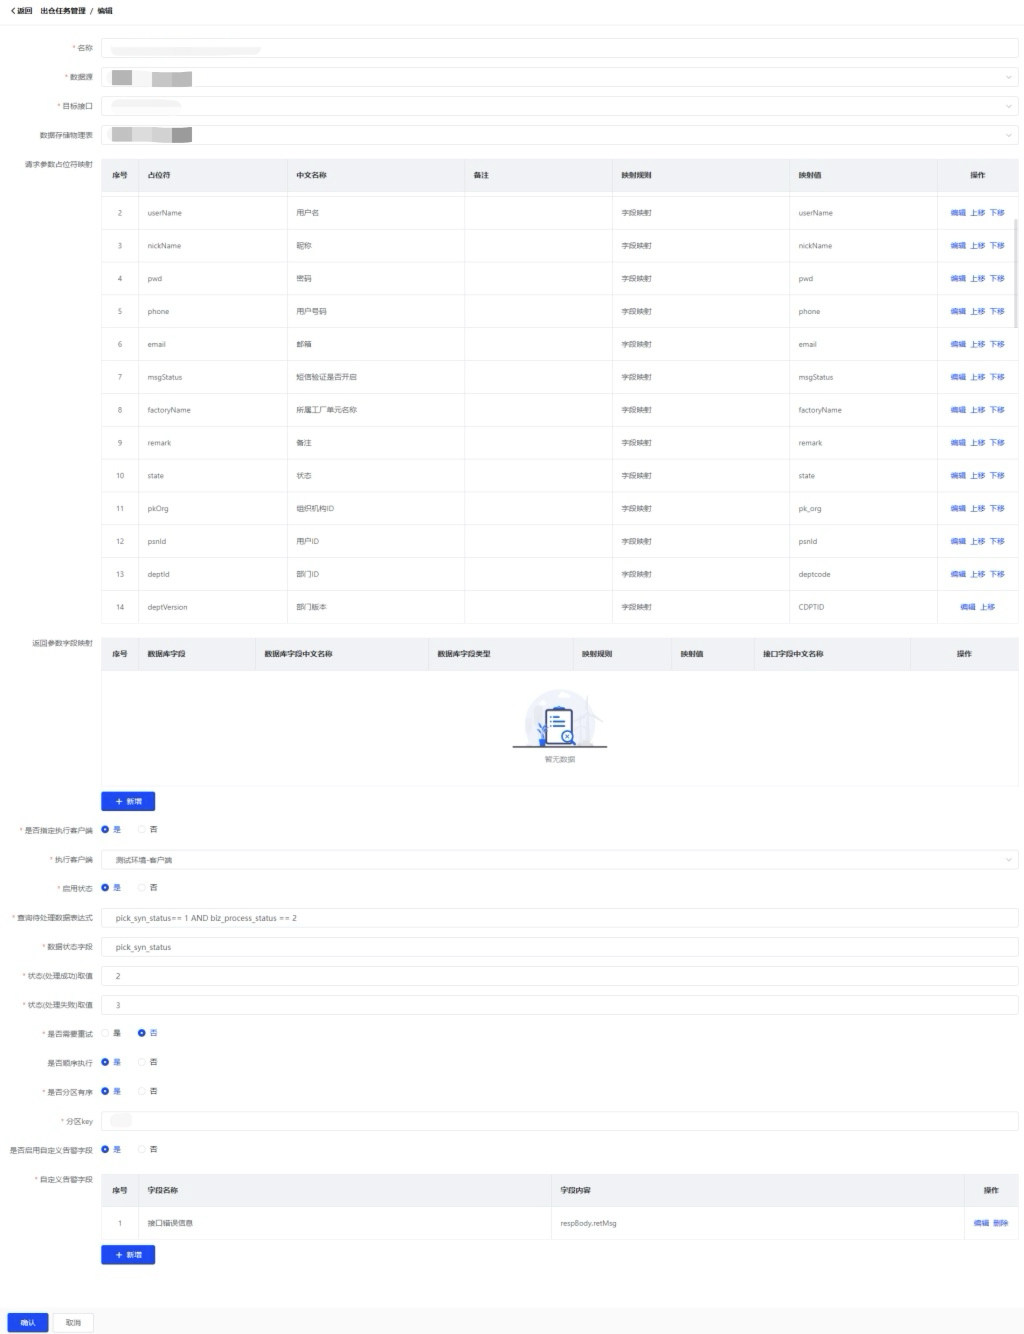 返回 出仓任务管理 / 编辑
* 名称
* 数据源
* 目标接口
数据存储物理表
请求参数占位符映射
序号 占位符 中文名称 备注 映射规则 映射值 操作
2 userName 用户名 字段映射 userName 编辑 上移 下移
3 nickName 昵称 字段映射 nickName 编辑 上移 下移
4 pwd 密码 字段映射 pwd 编辑 上移 下移
5 phone 用户号码 字段映射 phone 编辑 上移 下移
6 email 邮箱 字段映射 email 编辑 上移 下移
7 msgStatus 短信验证是否开启 字段映射 msgStatus 编辑 上移 下移
8 factoryName 所属工厂单元名称 字段映射 factoryName 编辑 上移 下移
9 remark 备注 字段映射 remark 编辑 上移 下移
10 state 状态 字段映射 state 编辑 上移 下移
11 pkOrg 组织机构ID 字段映射 pk_org 编辑 上移 下移
12 psnId 用户ID 字段映射 psnId 编辑 上移 下移
13 deptId 部门ID 字段映射 deptcode 编辑 上移 下移
14 deptVersion 部门版本 字段映射 CDPTID 编辑 上移
返回参数字段映射
序号 数据库字段 数据库字段中文名称 数据库字段类型 映射规则 映射值 接口字段中文名称 操作
暂无数据
+ 新增
* 是否指定执行客户端 是 否
* 执行客户端 测试环境-客户端
* 启用状态 是 否
* 查询待处理数据表达式 pick_syn_status== 1 AND biz_process_status == 2
* 数据状态字段 pick_syn_status
* 状态(处理成功)取值 2
* 状态(处理失败)取值 3
* 是否需要重试 是 否
是否顺序执行 是 否
* 是否分区有序 是 否
* 分区key
是否启用自定义告警字段 是 否
* 自定义告警字段
序号 字段名称 字段内容 操作
1 接口错误信息 respBody.retMsg 编辑 删除
+ 新增
确认 取消